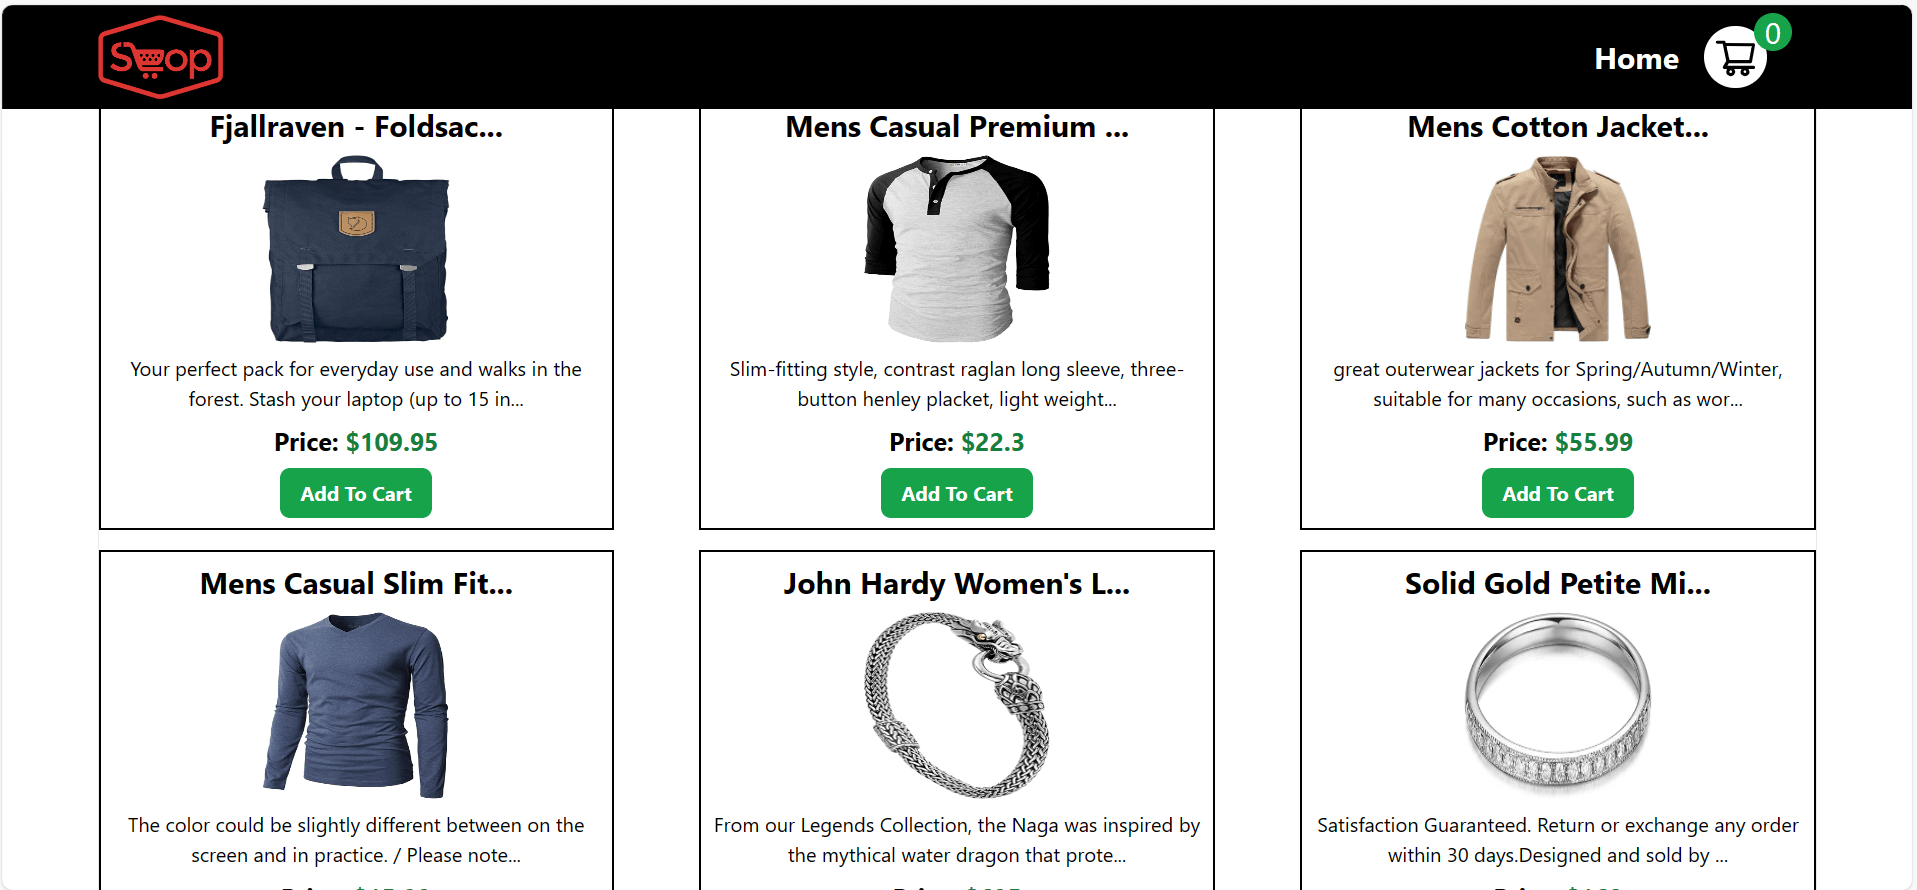 Shop
Home
0
Fjallraven - Foldsac...
Mens Casual Premium ...
Mens Cotton Jacket...
Your perfect pack for everyday use and walks in the
forest. Stash your laptop (up to 15 in...
Slim-fitting style, contrast raglan long sleeve, three-
button henley placket, light weight...
great outerwear jackets for Spring/Autumn/Winter,
suitable for many occasions, such as wor...
Price: $109.95
Price: $22.3
Price: $55.99
Add To Cart
Add To Cart
Add To Cart
Mens Casual Slim Fit...
John Hardy Women's L...
Solid Gold Petite Mi...
The color could be slightly different between on the
screen and in practice. / Please note...
From our Legends Collection, the Naga was inspired by
the mythical water dragon that prote...
Satisfaction Guaranteed. Return or exchange any order
within 30 days.Designed and sold by ...